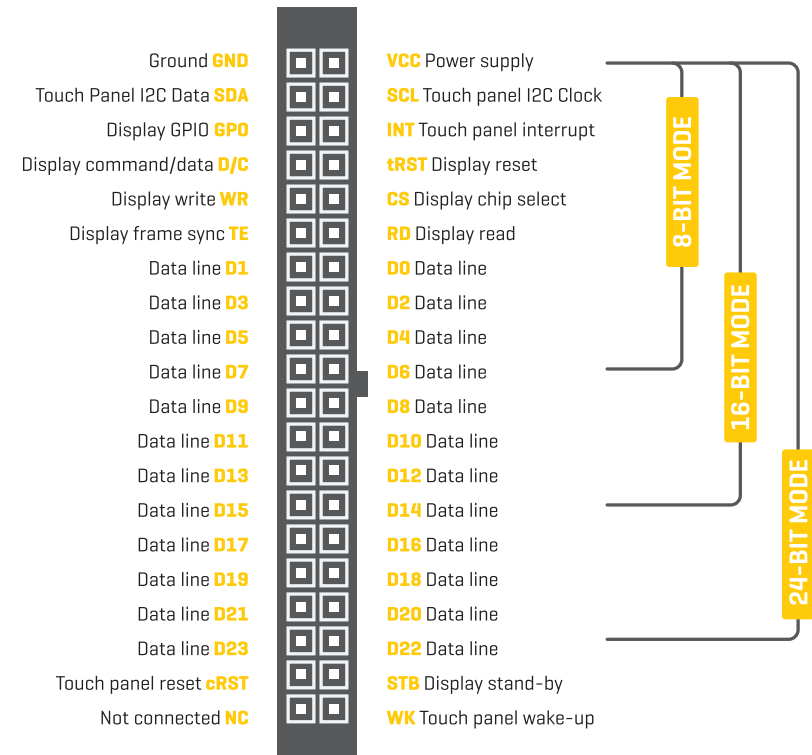 Ground GND VCC Power supply
Touch Panel I2C Data SDA SCL Touch panel I2C Clock
Display GPIO GPO INT Touch panel interrupt
Display command/data D/C tRST Display reset
Display write WR CS Display chip select
Display frame sync TE RD Display read
Data line D1 D0 Data line
Data line D3 D2 Data line
Data line D5 D4 Data line
Data line D7 D6 Data line
Data line D9 D8 Data line
Data line D11 D10 Data line
Data line D13 D12 Data line
Data line D15 D14 Data line
Data line D17 D16 Data line
Data line D19 D18 Data line
Data line D21 D20 Data line
Data line D23 D22 Data line
Touch panel reset cRST STB Display stand-by
Not connected NC WK Touch panel wake-up
8-BIT MODE
16-BIT MODE
24-BIT MODE